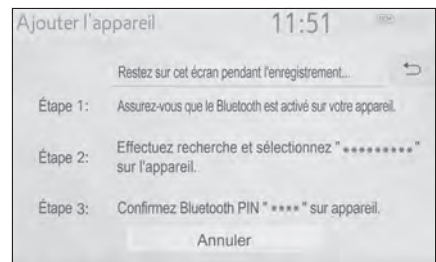 Ajouter l'appareil 11:51
Restez sur cet écran pendant l'enregistrement...
Étape 1: Assurez-vous que le Bluetooth est activé sur votre appareil.
Étape 2: Effectuez recherche et sélectionnez "*********"
sur l'appareil.
Étape 3: Confirmez Bluetooth PIN "****" sur appareil.
Annuler